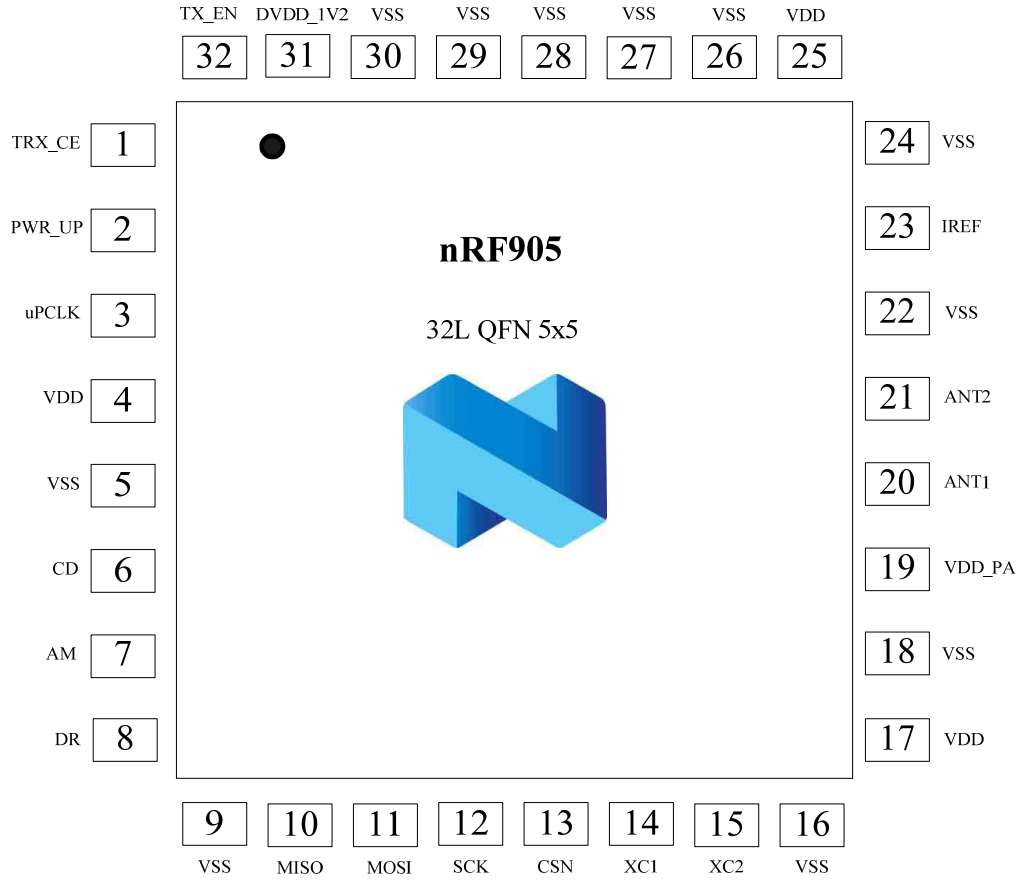 TX_EN DVDD_1V2 VSS VSS VSS VSS VSS VDD
32 31 30 29 28 27 26 25
TRX_CE 1
PWR_UP 2
uPCLK 3
VDD 4
VSS 5
CD 6
AM 7
DR 8
nRF905
32L QFN 5x5
24 VSS
23 IREF
22 VSS
21 ANT2
20 ANT1
19 VDD_PA
18 VSS
17 VDD
9 10 11 12 13 14 15 16
VSS MISO MOSI SCK CSN XC1 XC2 VSS